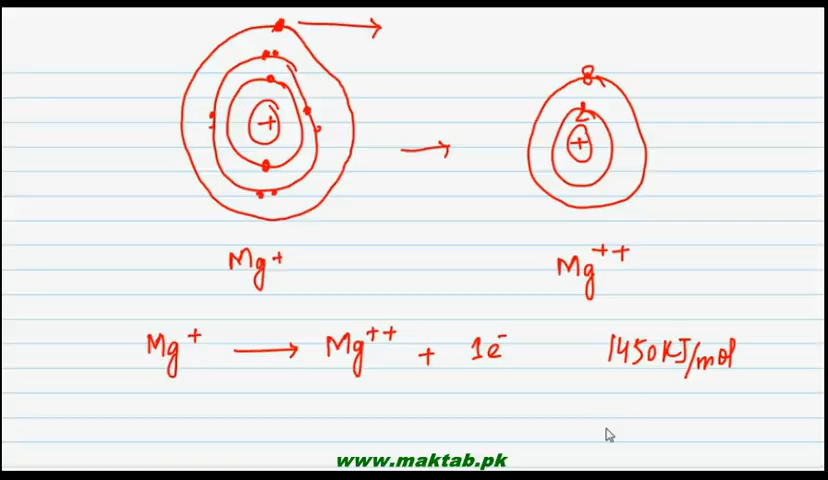 +
8
2
+
Mg+
Mg++
Mg+ → Mg++ + 1e- 1450KJ/mol
www.maktab.pk